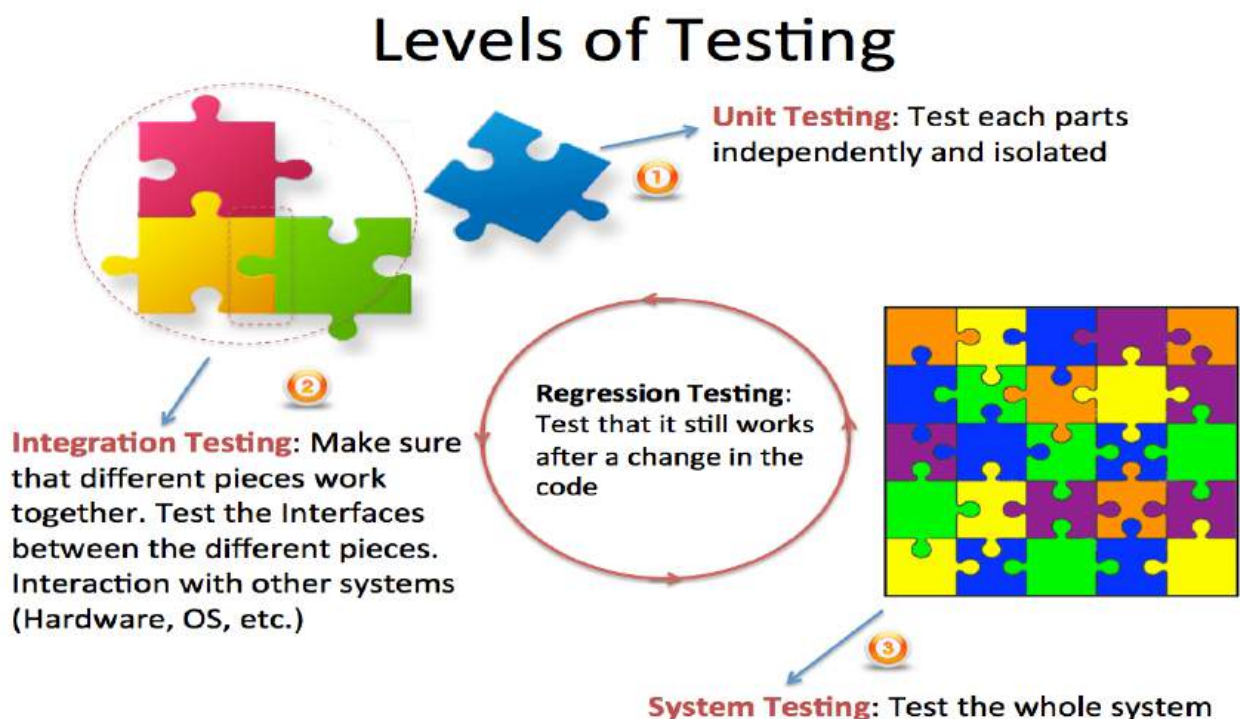 Levels of Testing
Unit Testing: Test each parts
independently and isolated
1
2
Integration Testing: Make sure
that different pieces work
together. Test the Interfaces
between the different pieces.
Interaction with other systems
(Hardware, OS, etc.)
Regression Testing:
Test that it still works
after a change in the
code
3
System Testing: Test the whole system